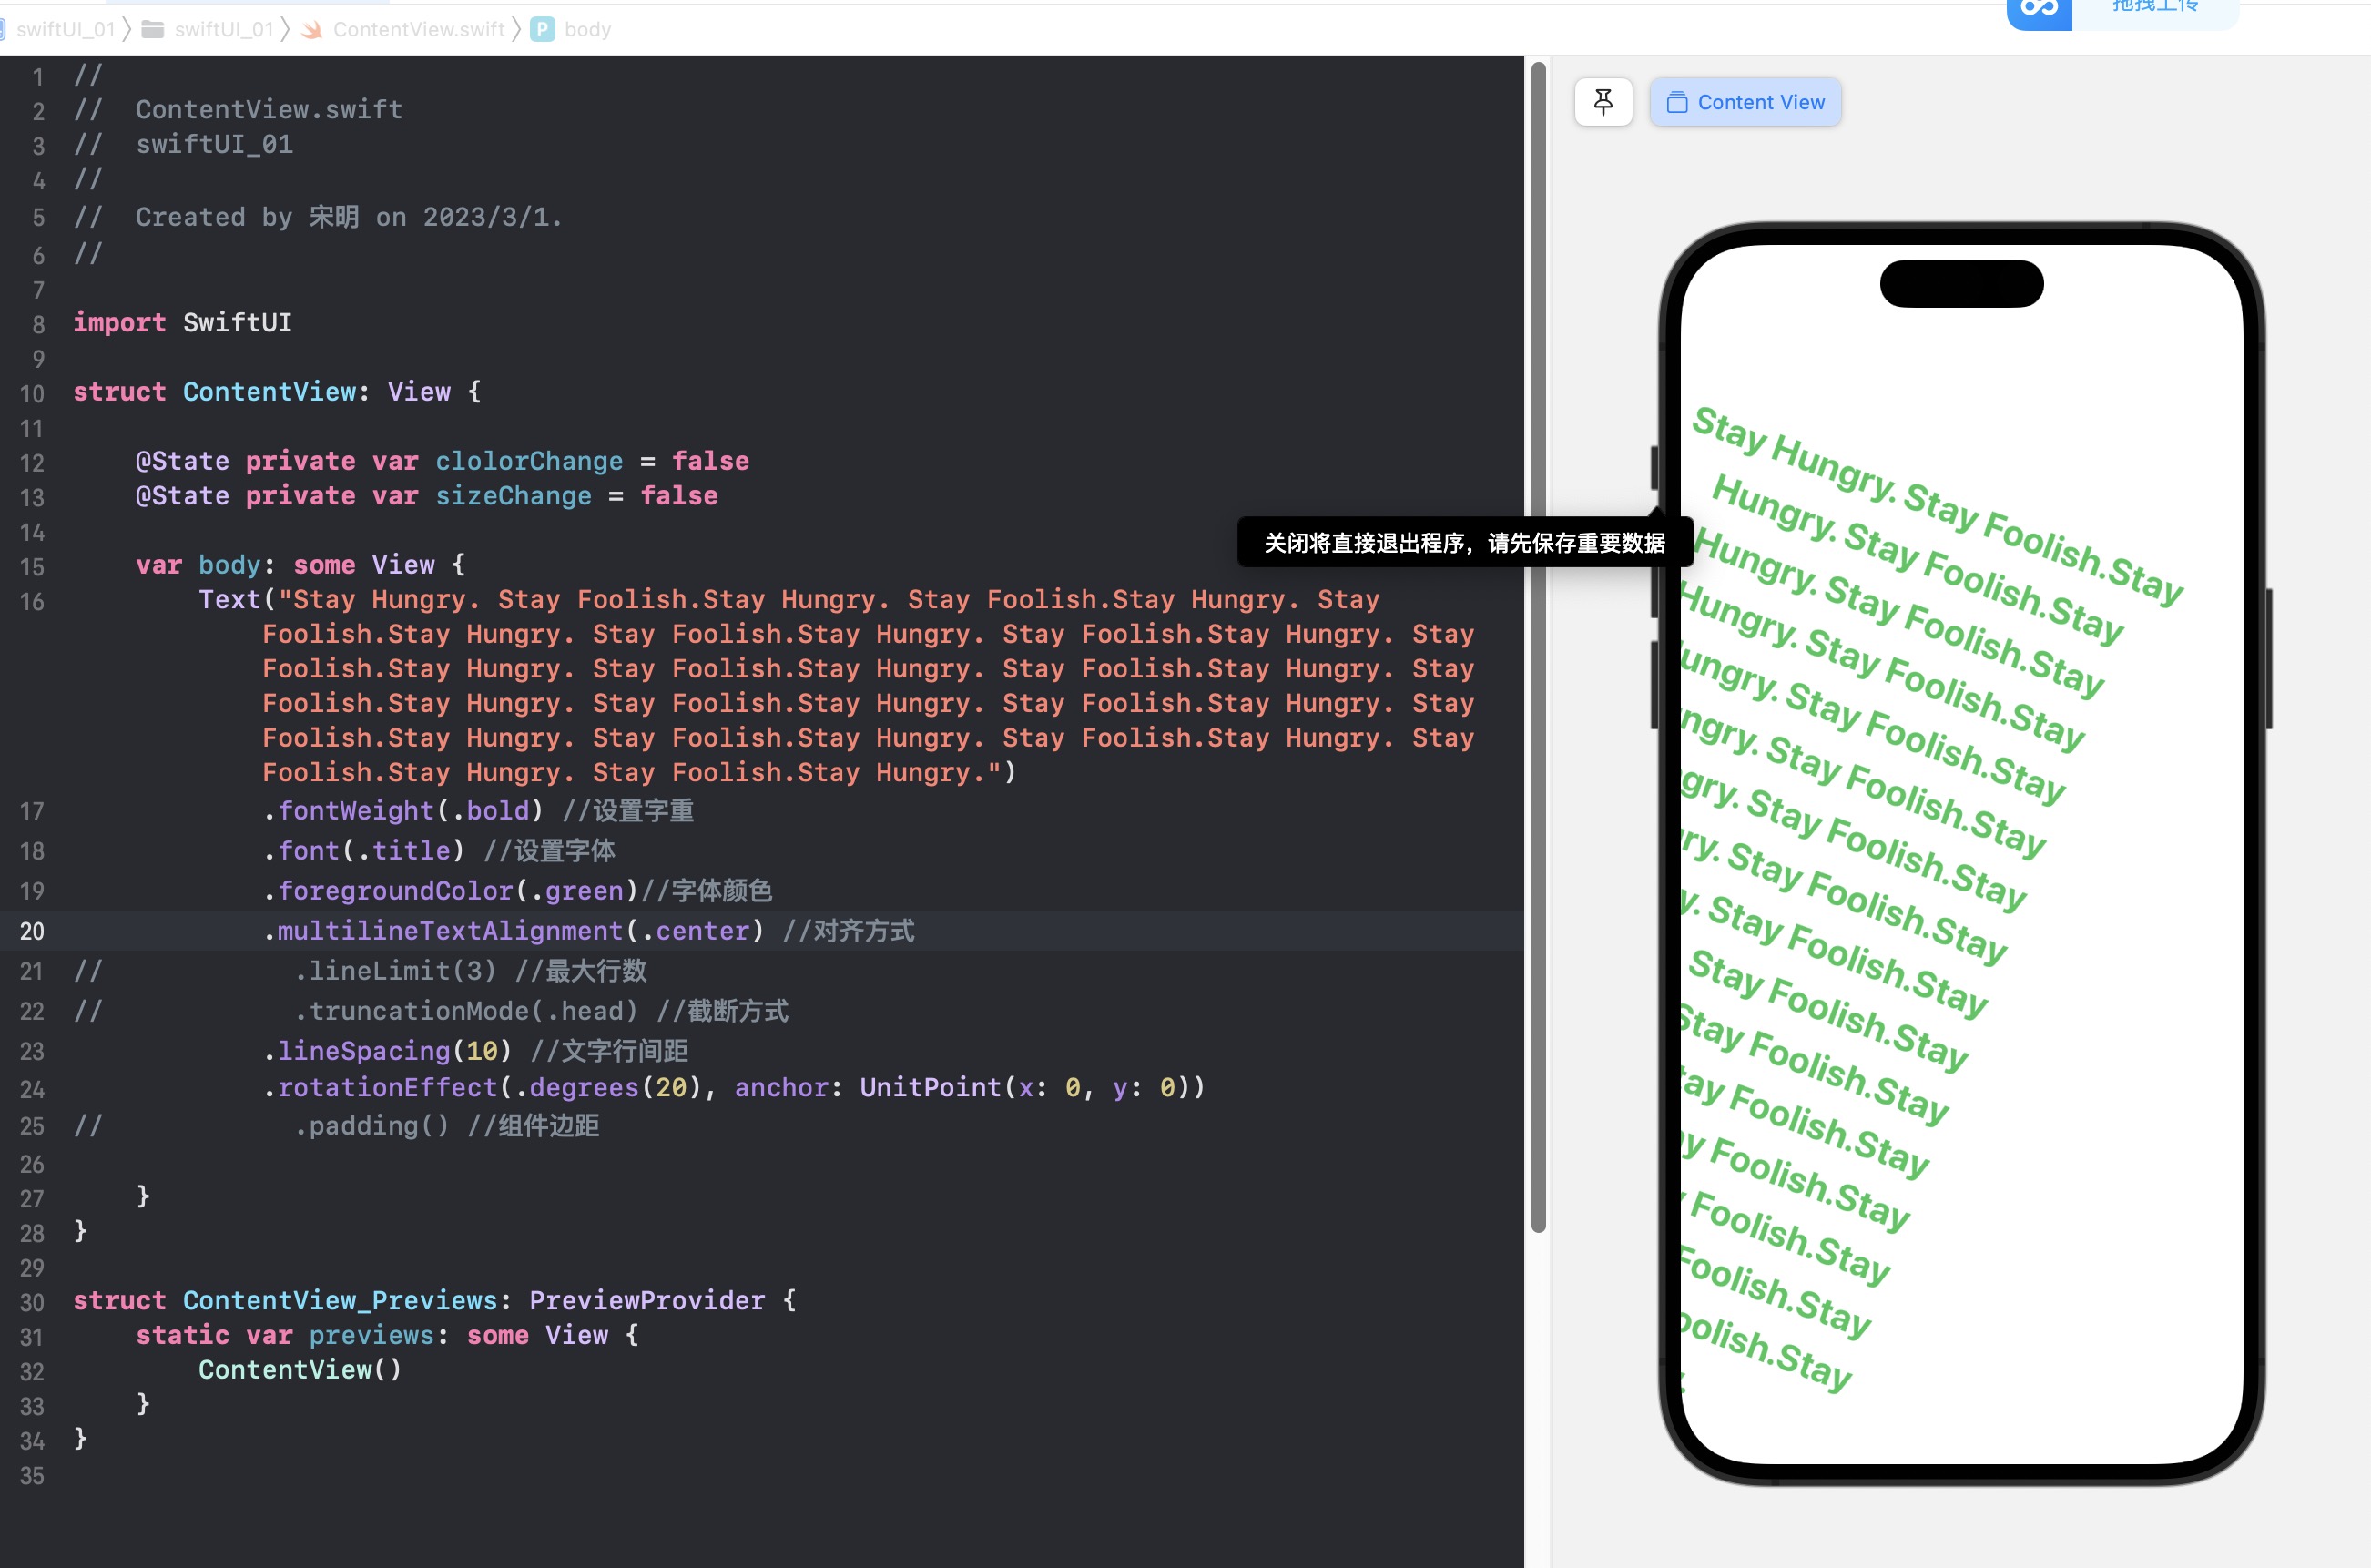 swiftUI_01 〉 swiftUI_01 〉 ContentView.swift 〉 P body
拖拽上传
1 //
2 //  ContentView.swift
3 //  swiftUI_01
4 //
5 //  Created by 宋明 on 2023/3/1.
6 //
7
8 import SwiftUI
9
10 struct ContentView: View {
11
12     @State private var clolorChange = false
13     @State private var sizeChange = false
14
15     var body: some View {
16         Text("Stay Hungry. Stay Foolish.Stay Hungry. Stay Foolish.Stay Hungry. Stay
Foolish.Stay Hungry. Stay Foolish.Stay Hungry. Stay Foolish.Stay Hungry. Stay
Foolish.Stay Hungry. Stay Foolish.Stay Hungry. Stay Foolish.Stay Hungry. Stay
Foolish.Stay Hungry. Stay Foolish.Stay Hungry. Stay Foolish.Stay Hungry. Stay
Foolish.Stay Hungry. Stay Foolish.Stay Hungry. Stay Foolish.Stay Hungry. Stay
Foolish.Stay Hungry. Stay Foolish.Stay Hungry.")
17             .fontWeight(.bold) //设置字重
18             .font(.title) //设置字体
19             .foregroundColor(.green)//字体颜色
20             .multilineTextAlignment(.center) //对齐方式
21 //            .lineLimit(3) //最大行数
22 //            .truncationMode(.head) //截断方式
23             .lineSpacing(10) //文字行间距
24             .rotationEffect(.degrees(20), anchor: UnitPoint(x: 0, y: 0))
25 //            .padding() //组件边距
26
27     }
28 }
29
30 struct ContentView_Previews: PreviewProvider {
31     static var previews: some View {
32         ContentView()
33     }
34 }
35
Content View
关闭将直接退出程序，请先保存重要数据
Stay Hungry. Stay Foolish.Stay
Hungry. Stay Foolish.Stay
Hungry. Stay Foolish.Stay
Hungry. Stay Foolish.Stay
ungry. Stay Foolish.Stay
ngry. Stay Foolish.Stay
gry. Stay Foolish.Stay
ry. Stay Foolish.Stay
y. Stay Foolish.Stay
Stay Foolish.Stay
Stay Foolish.Stay
tay Foolish.Stay
ay Foolish.Stay
y Foolish.Stay
Foolish.Stay
oolish.Stay